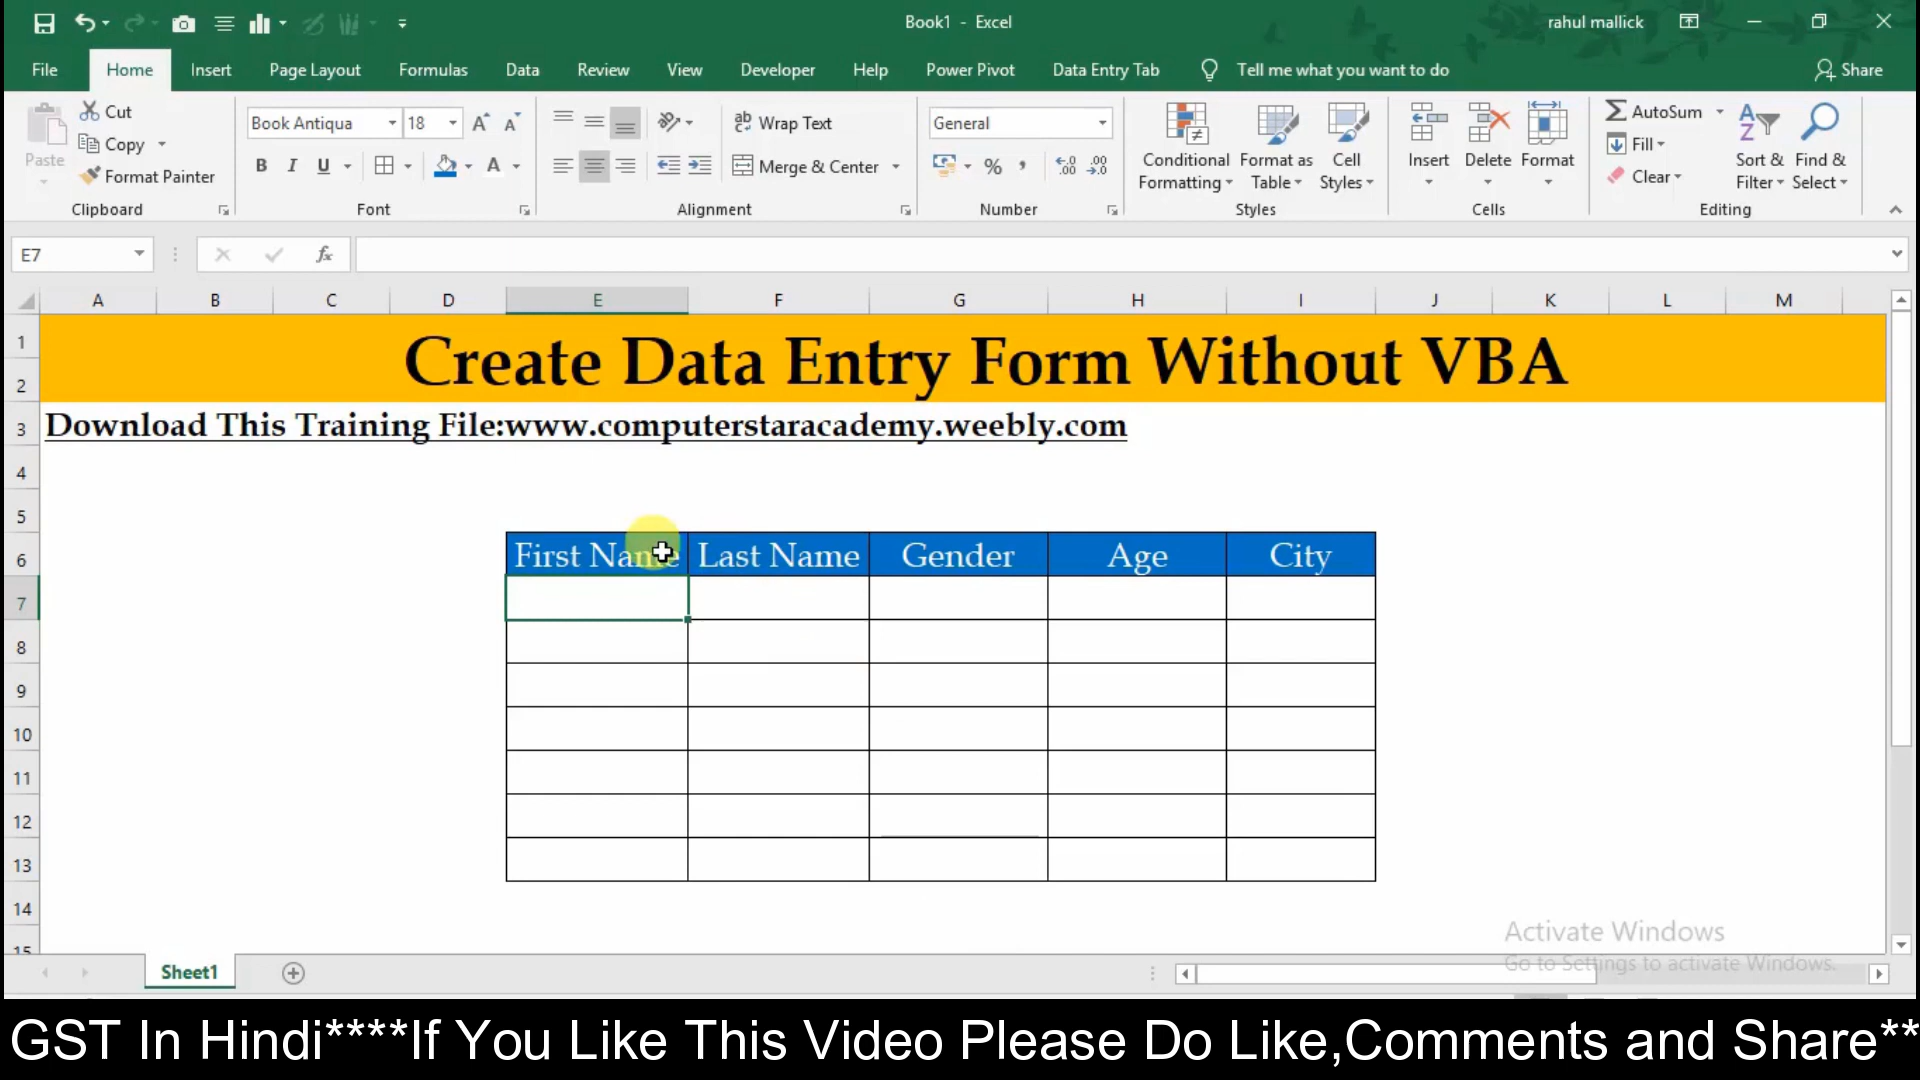 Book1 - Excel
rahul mallick
File Home Insert Page Layout Formulas Data Review View Developer Help Power Pivot Data Entry Tab Tell me what you want to do Share
Paste
Cut
Copy
Format Painter
Clipboard
Book Antiqua 18
B I U
Font
Wrap Text
Merge & Center
Alignment
General
Number
Conditional Formatting
Format as Table
Cell Styles
Styles
Insert
Delete
Format
Cells
AutoSum
Fill
Clear
Sort & Filter
Find & Select
Editing
E7
fx
A B C D E F G H I J K L M
1
2
Create Data Entry Form Without VBA
3 Download This Training File:www.computerstaracademy.weebly.com
4
5
6 First Name Last Name Gender Age City
7
8
9
10
11
12
13
14
15
Activate Windows
Go to Settings to activate Windows.
Sheet1
GST In Hindi****If You Like This Video Please Do Like,Comments and Share**